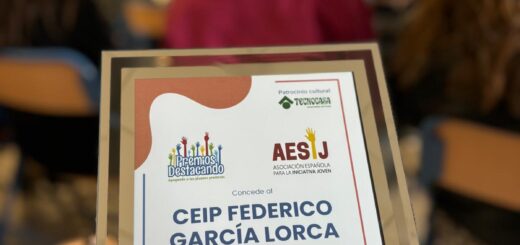 Patrocinio cultural
TECNOCASA
Premios
Destacando
AESIJ
ASOCIACIÓN ESPAÑOLA
PARA LA INICIATIVA JOVEN
Concede al
CEIP FEDERICO
GARCÍA LORCA